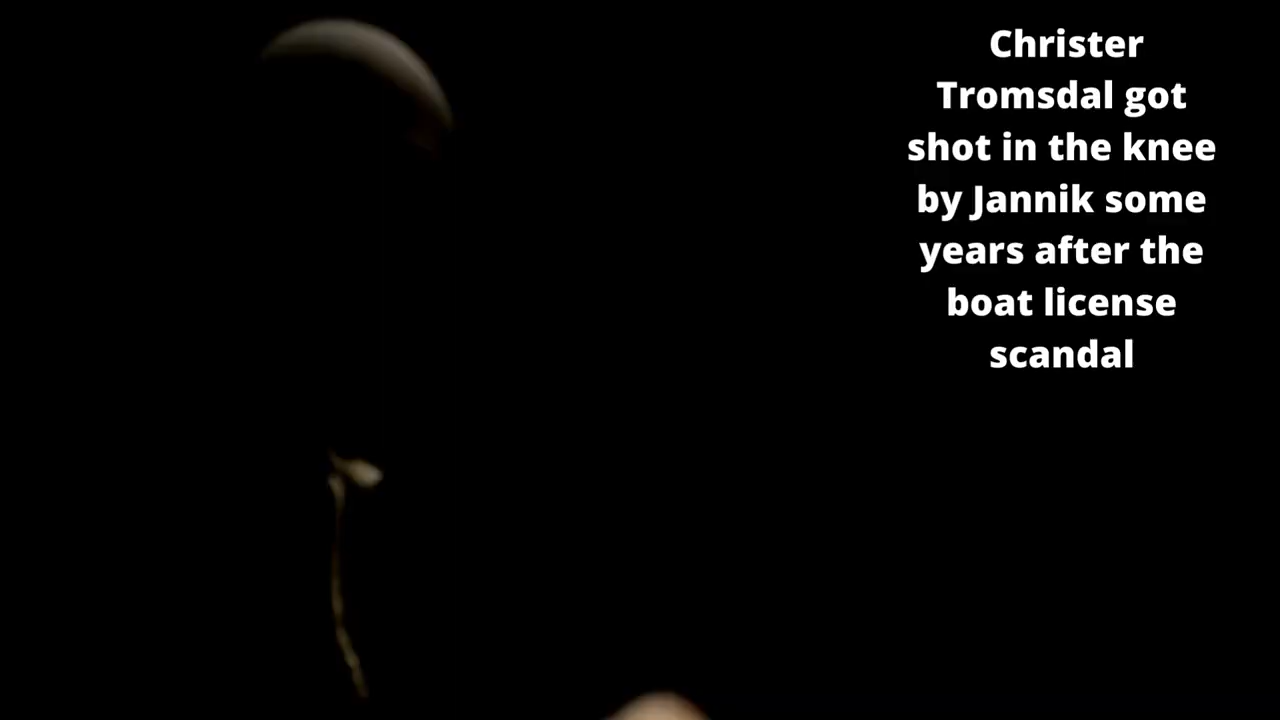 Christer
Tromsdal got
shot in the knee
by Jannik some
years after the
boat license
scandal